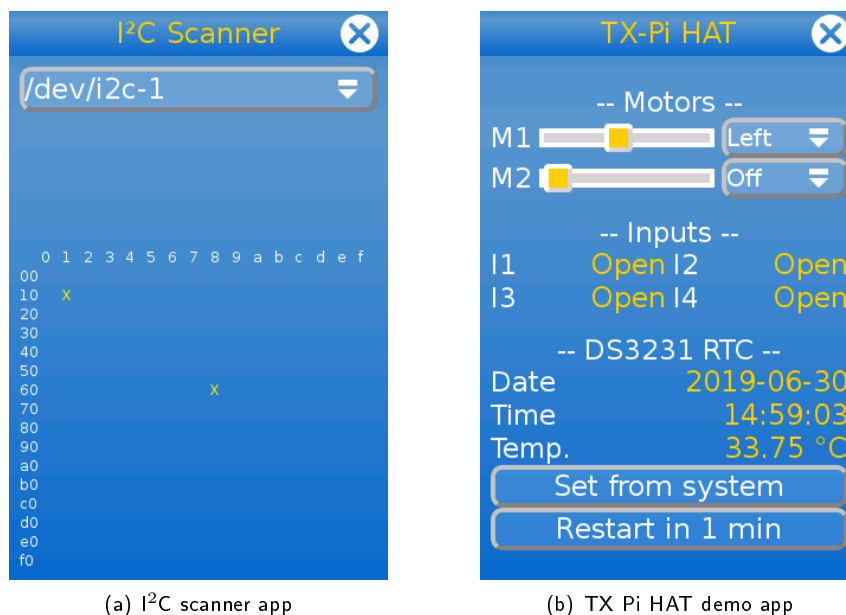 I²C Scanner
/dev/i2c-1
0 1 2 3 4 5 6 7 8 9 a b c d e f
00
10 X
20
30
40
50
60 X
70
80
90
a0
b0
c0
d0
e0
f0
(a) I²C scanner app
TX-Pi HAT
-- Motors --
M1 Left
M2 Off
-- Inputs --
I1 Open I2 Open
I3 Open I4 Open
-- DS3231 RTC --
Date 2019-06-30
Time 14:59:03
Temp. 33.75 °C
Set from system
Restart in 1 min
(b) TX Pi HAT demo app